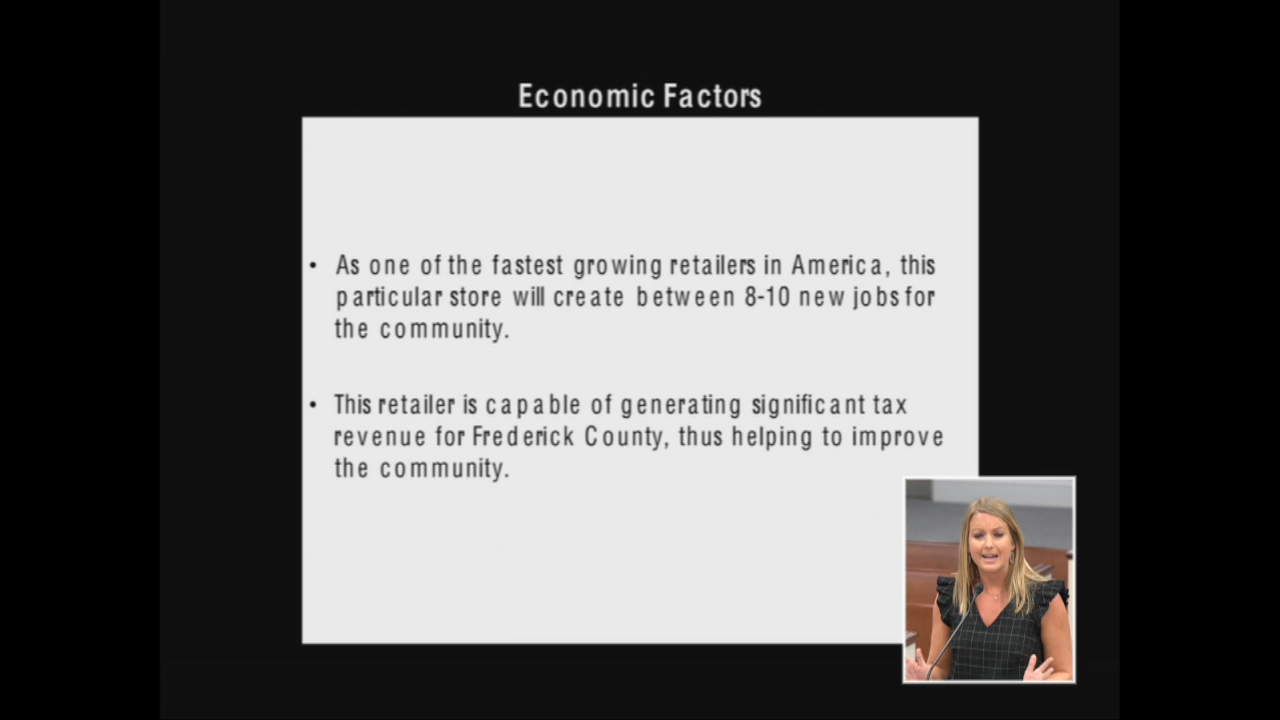 Economic Factors
• As one of the fastest growing retailers in America, this
particular store will create between 8-10 new jobs for
the community.
• This retailer is capable of generating significant tax
revenue for Frederick County, thus helping to improve
the community.